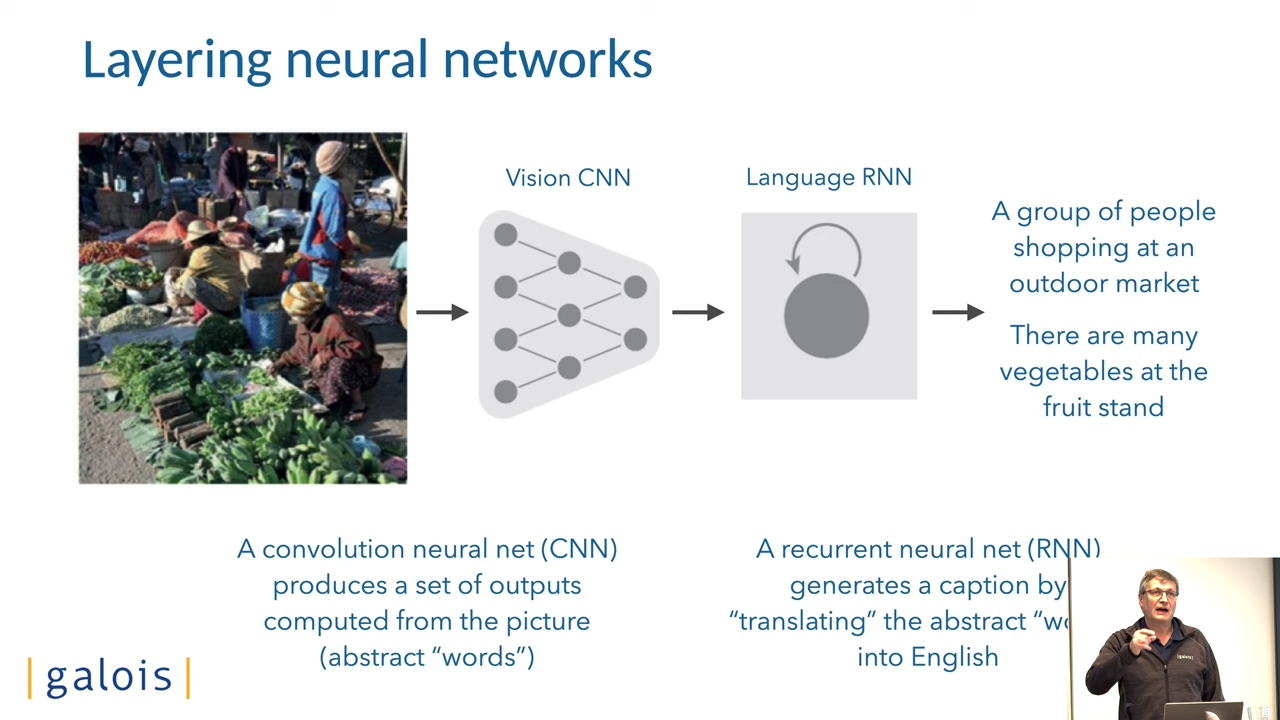 Layering neural networks
Vision CNN
Language RNN
A group of people
shopping at an
outdoor market
There are many
vegetables at the
fruit stand
A convolution neural net (CNN)
produces a set of outputs
computed from the picture
(abstract “words”)
A recurrent neural net (RNN)
generates a caption by
“translating” the abstract
into English
|galois|
|galois|